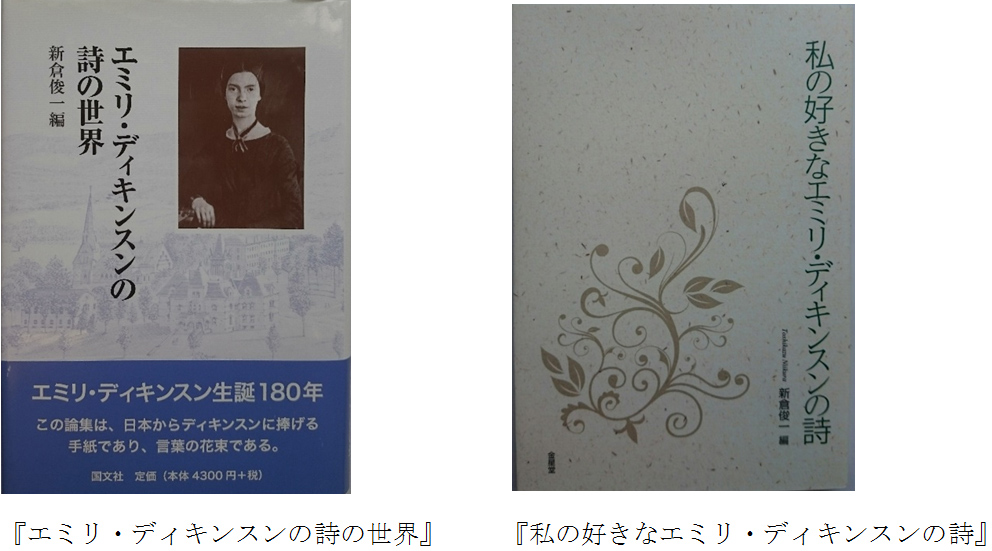 エミリ・ディキンスンの
詩の世界
新倉俊一編
エミリ・ディキンスン生誕180年
この論集は、日本からディキンスンに捧げる
手紙であり、言葉の花束である。
国文社 定価（本体4300円＋税）
『エミリ・ディキンスンの詩の世界』
私の好きなエミリ・ディキンスンの詩
Toshikazu Niikura
新倉俊一 編
金星堂
『私の好きなエミリ・ディキンスンの詩』